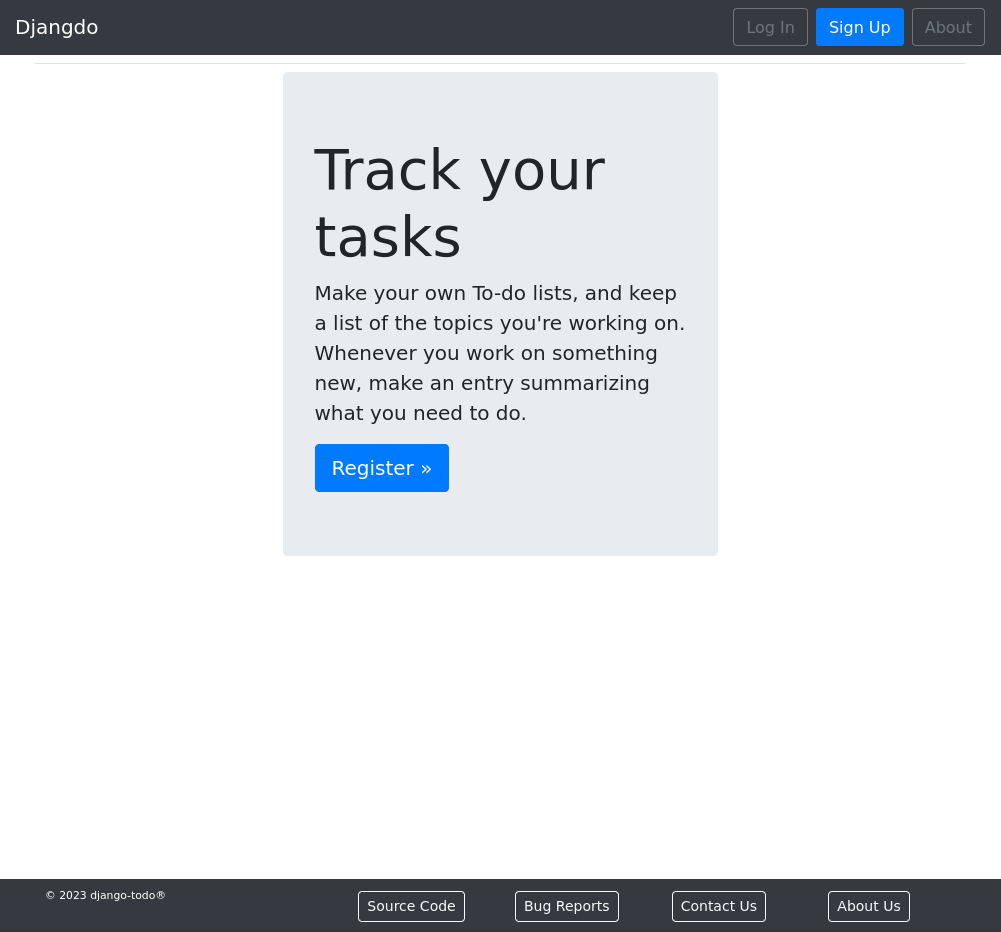 Djangdo
Log In
Sign Up
About
Track your
tasks
Make your own To-do lists, and keep
a list of the topics you're working on.
Whenever you work on something
new, make an entry summarizing
what you need to do.
Register »
© 2023 django-todo®
Source Code
Bug Reports
Contact Us
About Us